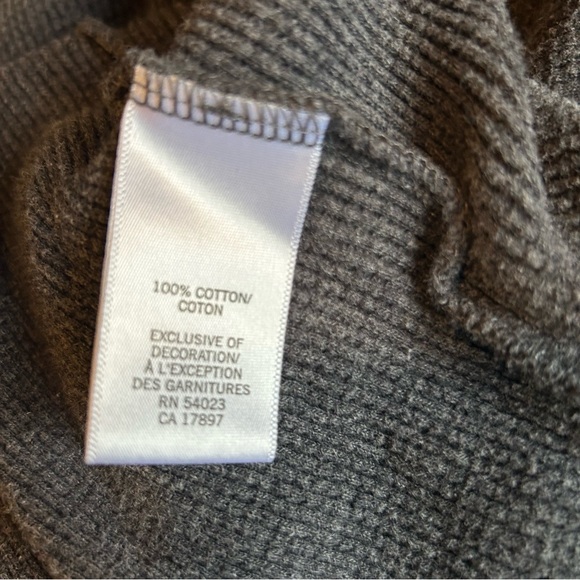 100% COTTON/
COTON
EXCLUSIVE OF
DECORATION/
À L'EXCEPTION
DES GARNITURES
RN 54023
CA 17897